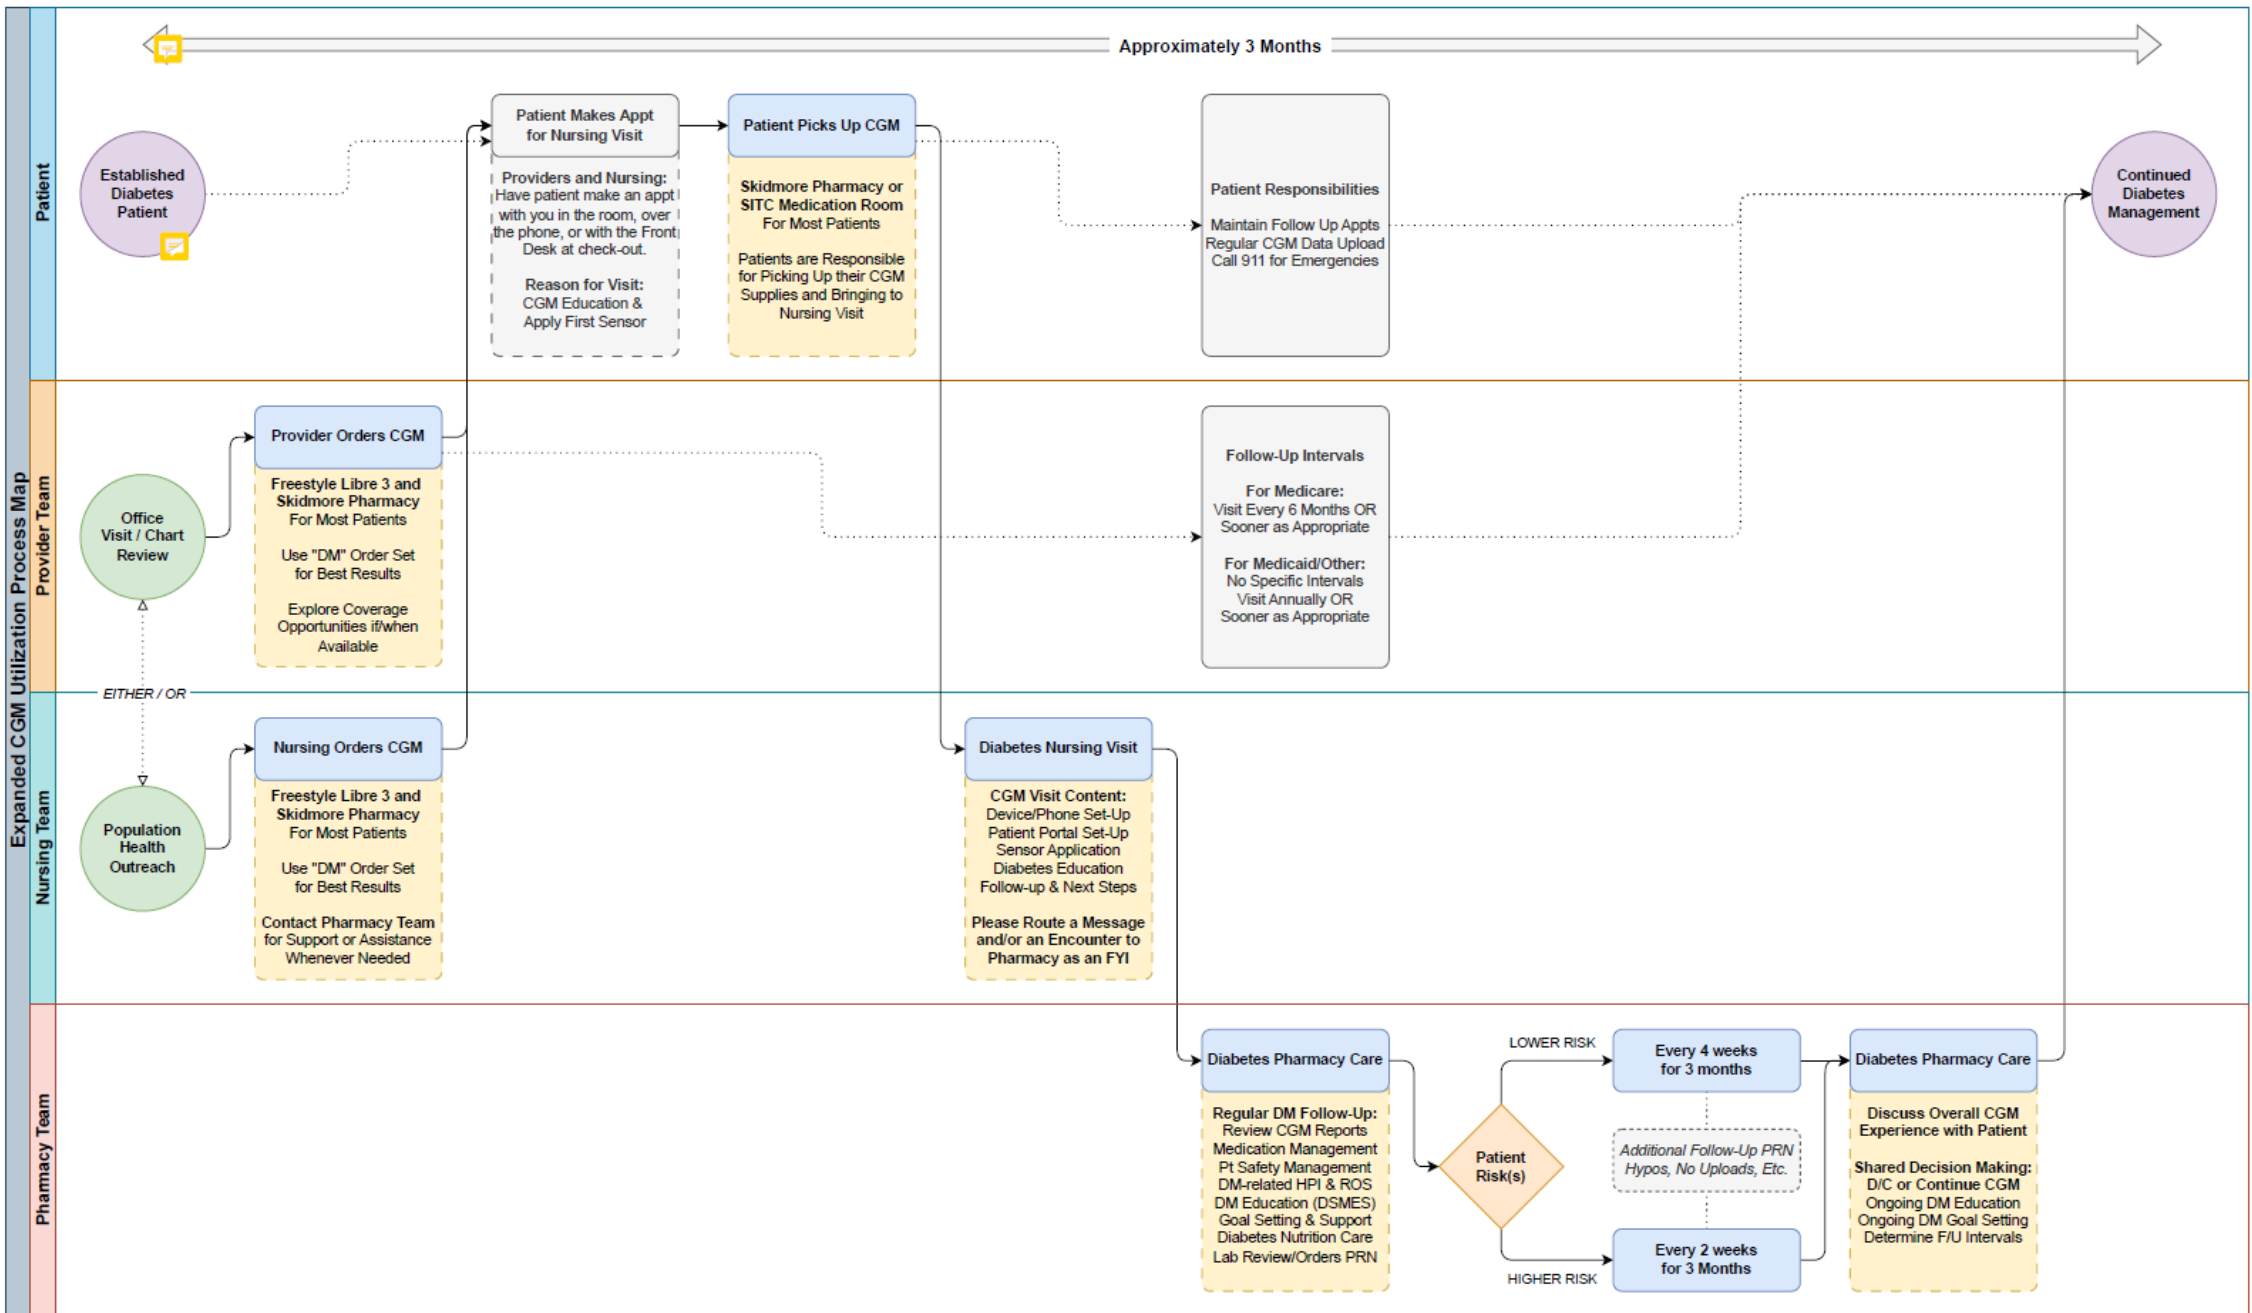 Expanded CGM Utilization Process Map
Patient
Approximately 3 Months
Established
Diabetes
Patient
Patient Makes Appt
for Nursing Visit
Providers and Nursing:
Have patient make an appt
with you in the room, over
the phone, or with the Front
Desk at check-out.
Reason for Visit:
CGM Education &
Apply First Sensor
Patient Picks Up CGM
Skidmore Pharmacy or
SITC Medication Room
For Most Patients
Patients are Responsible
for Picking Up their CGM
Supplies and Bringing to
Nursing Visit
Patient Responsibilities
Maintain Follow Up Appts
Regular CGM Data Upload
Call 911 for Emergencies
Continued
Diabetes
Management
Provider Team
Office
Visit / Chart
Review
Provider Orders CGM
Freestyle Libre 3 and
Skidmore Pharmacy
For Most Patients
Use "DM" Order Set
for Best Results
Explore Coverage
Opportunities if/when
Available
Follow-Up Intervals
For Medicare:
Visit Every 6 Months OR
Sooner as Appropriate
For Medicaid/Other:
No Specific Intervals
Visit Annually OR
Sooner as Appropriate
EITHER / OR
Nursing Team
Population
Health
Outreach
Nursing Orders CGM
Freestyle Libre 3 and
Skidmore Pharmacy
For Most Patients
Use "DM" Order Set
for Best Results
Contact Pharmacy Team
for Support or Assistance
Whenever Needed
Diabetes Nursing Visit
CGM Visit Content:
Device/Phone Set-Up
Patient Portal Set-Up
Sensor Application
Diabetes Education
Follow-up & Next Steps
Please Route a Message
and/or an Encounter to
Pharmacy as an FYI
Pharmacy Team
Diabetes Pharmacy Care
Regular DM Follow-Up:
Review CGM Reports
Medication Management
Pt Safety Management
DM-related HPI & ROS
DM Education (DSMES)
Goal Setting & Support
Diabetes Nutrition Care
Lab Review/Orders PRN
Patient
Risk(s)
LOWER RISK
Every 4 weeks
for 3 months
Additional Follow-Up PRN
Hypos, No Uploads, Etc.
HIGHER RISK
Every 2 weeks
for 3 Months
Diabetes Pharmacy Care
Discuss Overall CGM
Experience with Patient
Shared Decision Making:
D/C or Continue CGM
Ongoing DM Education
Ongoing DM Goal Setting
Determine F/U Intervals